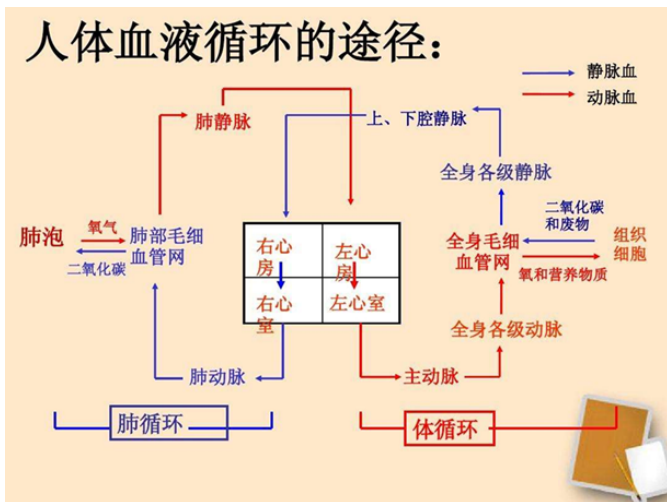 人体血液循环的途径：
静脉血
动脉血
肺静脉
上、下腔静脉
全身各级静脉
肺泡
氧气
二氧化碳
肺部毛细
血管网
右心
房
左心
房
右心
室
左心室
全身毛细
血管网
二氧化碳
和废物
氧和营养物质
组织
细胞
全身各级动脉
肺动脉
主动脉
肺循环
体循环